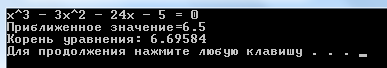 x^3 - 3x^2 - 24x - 5 = 0
Приближенное значение=6.5
Корень уравнения: 6.69584
Для продолжения нажмите любую клавишу . . . _